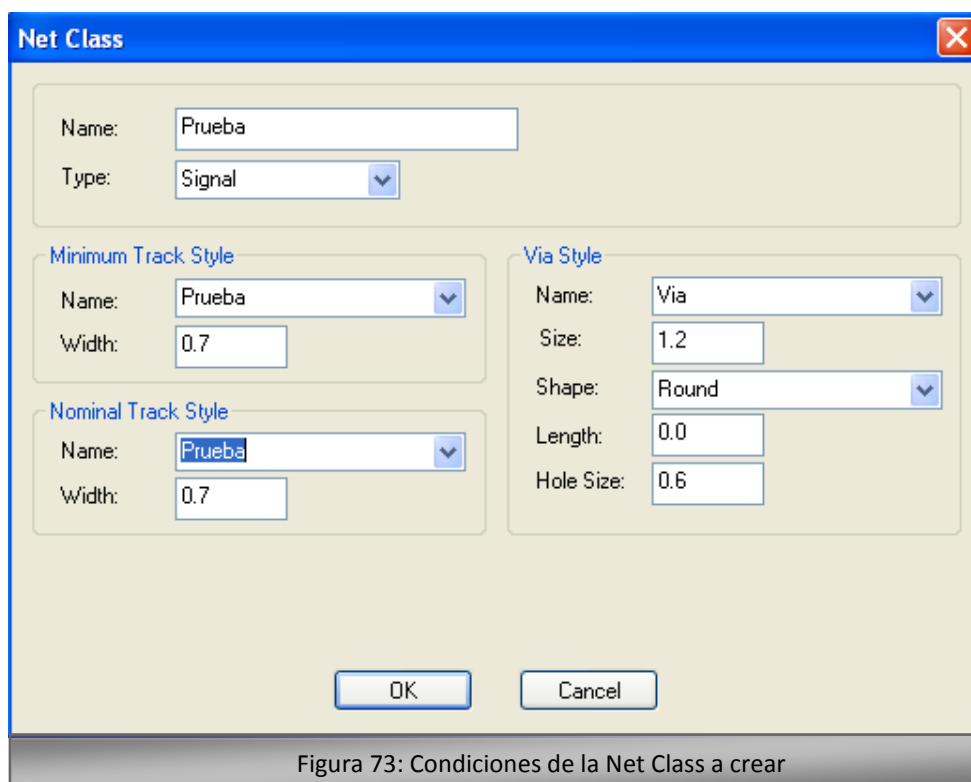 Net Class
Name: Prueba
Type: Signal
Minimum Track Style
Name: Prueba
Width: 0.7
Nominal Track Style
Name: Prueba
Width: 0.7
Via Style
Name: Via
Size: 1.2
Shape: Round
Length: 0.0
Hole Size: 0.6
OK Cancel
Figura 73: Condiciones de la Net Class a crear